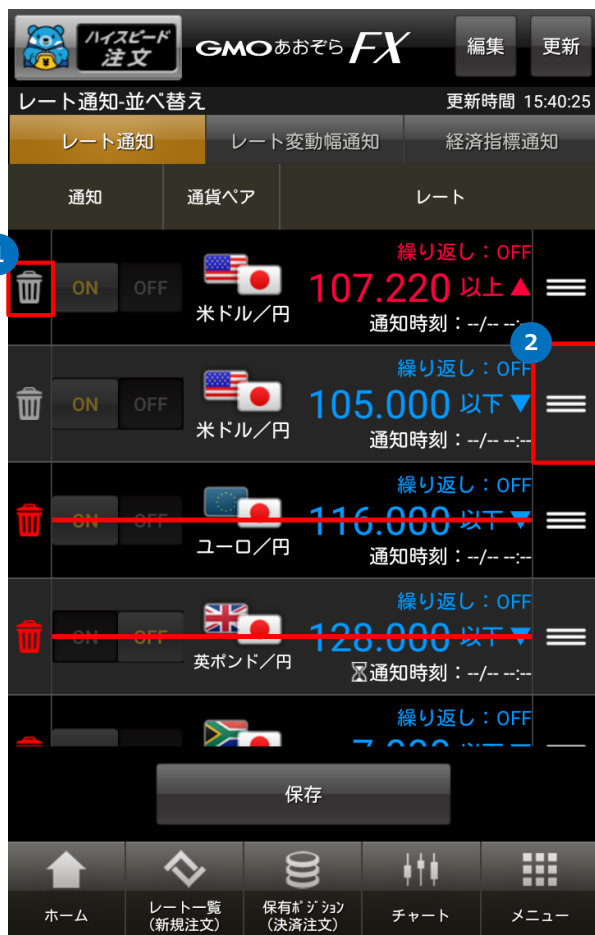 ハイスピード
注文
GMOあおぞら FX
編集
更新
レート通知-並べ替え
更新時間 15:40:25
レート通知
レート変動幅通知
経済指標通知
通知
通貨ペア
レート
1
ON OFF
米ドル／円
繰り返し：OFF
107.220 以上▲
通知時刻：--/-- --:--
2
ON OFF
米ドル／円
繰り返し：OFF
105.000 以下▼
通知時刻：--/-- --:--
ON OFF
ユーロ／円
繰り返し：OFF
116.000 以下▼
通知時刻：--/-- --:--
ON OFF
英ポンド／円
繰り返し：OFF
128.000 以下▼
通知時刻：--/-- --:--
繰り返し：OFF
保存
ホーム
レート一覧
(新規注文)
保有ﾎﾟｼﾞｼｮﾝ
(決済注文)
チャート
メニュー